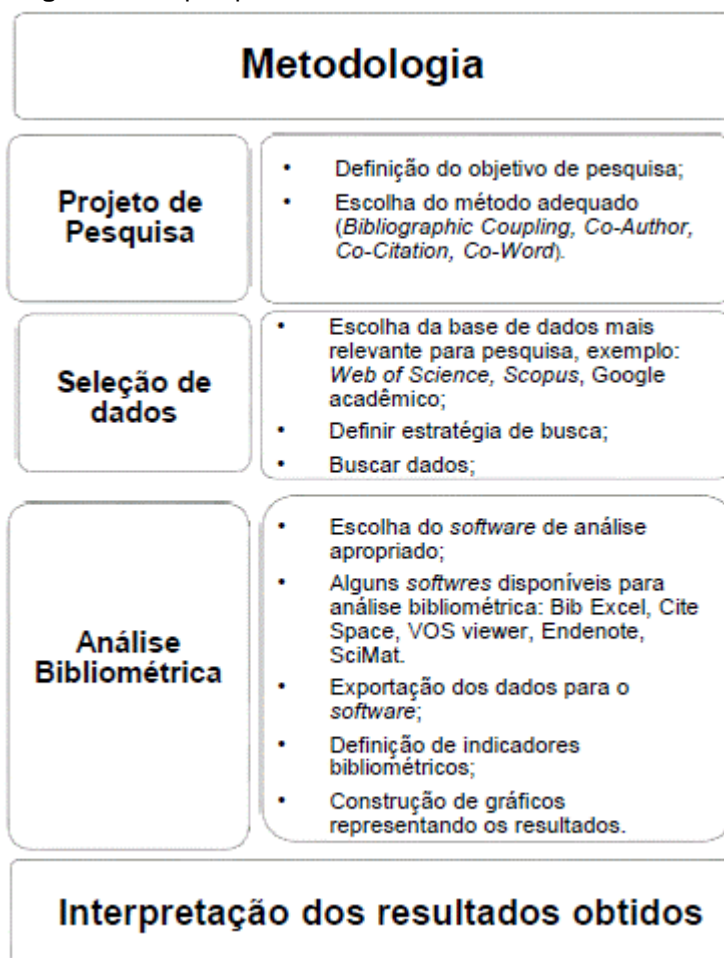 Metodologia
Projeto de
Pesquisa
• Definição do objetivo de pesquisa;
• Escolha do método adequado
(Bibliographic Coupling, Co-Author,
Co-Citation, Co-Word).
Seleção de
dados
• Escolha da base de dados mais
relevante para pesquisa, exemplo:
Web of Science, Scopus, Google
acadêmico;
• Definir estratégia de busca;
• Buscar dados;
Análise
Bibliométrica
• Escolha do software de análise
apropriado;
• Alguns softwres disponíveis para
análise bibliométrica: Bib Excel, Cite
Space, VOS viewer, Endenote,
SciMat.
• Exportação dos dados para o
software;
• Definição de indicadores
bibliométricos;
• Construção de gráficos
representando os resultados.
Interpretação dos resultados obtidos